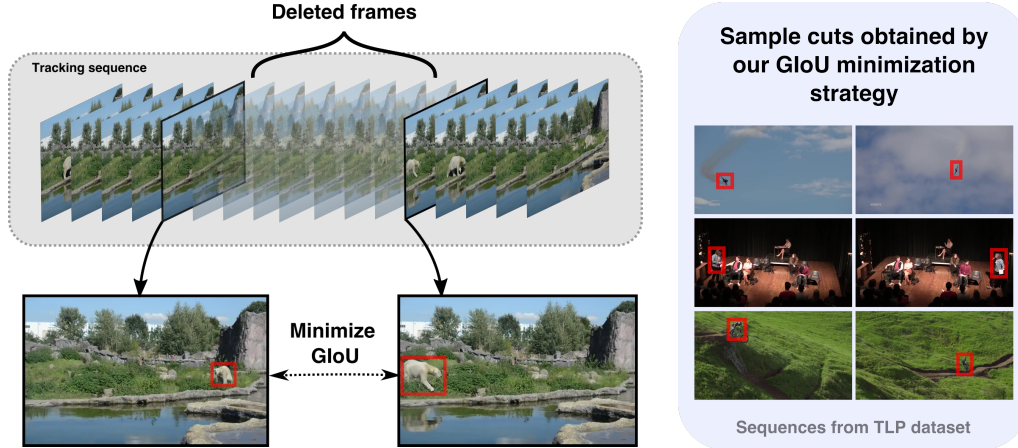 Deleted frames
Tracking sequence
Minimize
GIoU
Sample cuts obtained by
our GIoU minimization
strategy
Sequences from TLP dataset